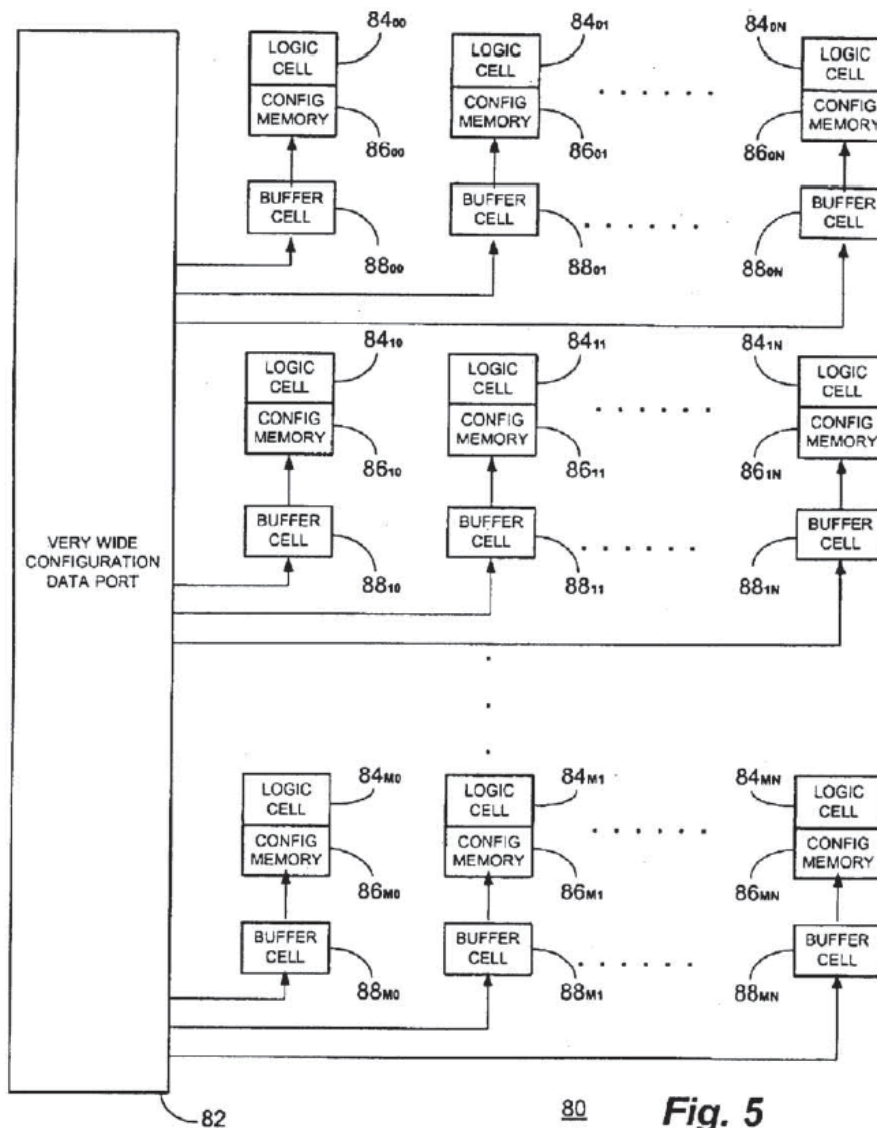 84₀₀ 84₀₁ 84₀N
LOGIC CELL LOGIC CELL LOGIC CELL
CONFIG MEMORY CONFIG MEMORY CONFIG MEMORY
86₀₀ 86₀₁ 86₀N
BUFFER CELL BUFFER CELL BUFFER CELL
88₀₀ 88₀₁ 88₀N
84₁₀ 84₁₁ 84₁N
LOGIC CELL LOGIC CELL LOGIC CELL
CONFIG MEMORY CONFIG MEMORY CONFIG MEMORY
86₁₀ 86₁₁ 86₁N
BUFFER CELL BUFFER CELL BUFFER CELL
88₁₀ 88₁₁ 88₁N
VERY WIDE
CONFIGURATION
DATA PORT
84M₀ 84M₁ 84MN
LOGIC CELL LOGIC CELL LOGIC CELL
CONFIG MEMORY CONFIG MEMORY CONFIG MEMORY
86M₀ 86M₁ 86MN
BUFFER CELL BUFFER CELL BUFFER CELL
88M₀ 88M₁ 88MN
82
80 Fig. 5